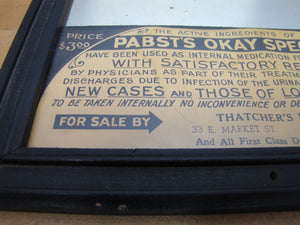 THE ACTIVE INGREDIENTS OF
PRICE
$3.00
PABST'S OKAY SPE
HAVE BEEN USED AS INTERNAL MEDICATION FO
WITH SATISFACTORY RE
BY PHYSICIANS AS PART OF THEIR TREATM
DISCHARGES DUE TO INFECTION OF THE URIN
NEW CASES AND THOSE OF LO
TO BE TAKEN INTERNALLY NO INCONVENIENCE OR DE
FOR SALE BY
THATCHER'S
33 E. MARKET ST.
And All First Class D